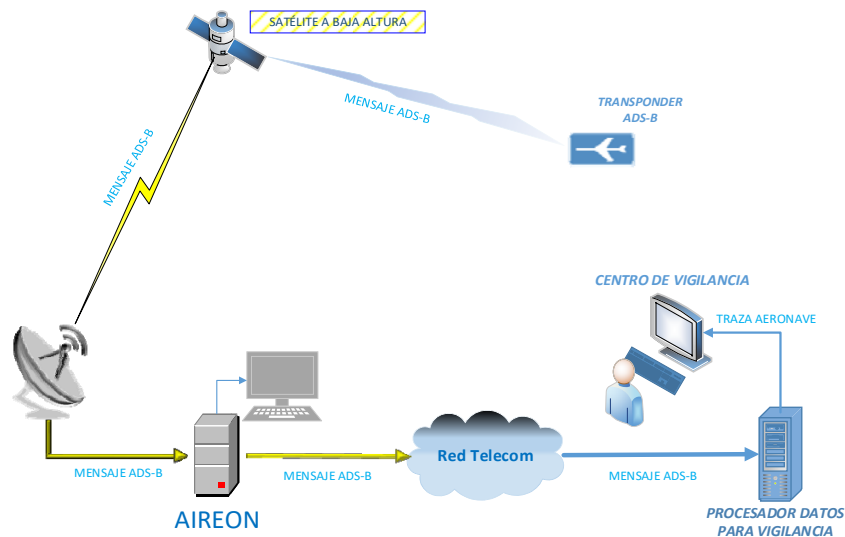 SATÉLITE A BAJA ALTURA
MENSAJE ADS-B
TRANSPONDER
ADS-B
MENSAJE ADS-B
CENTRO DE VIGILANCIA
TRAZA AERONAVE
Red Telecom
MENSAJE ADS-B
MENSAJE ADS-B
MENSAJE ADS-B
AIREON
PROCESADOR DATOS
PARA VIGILANCIA